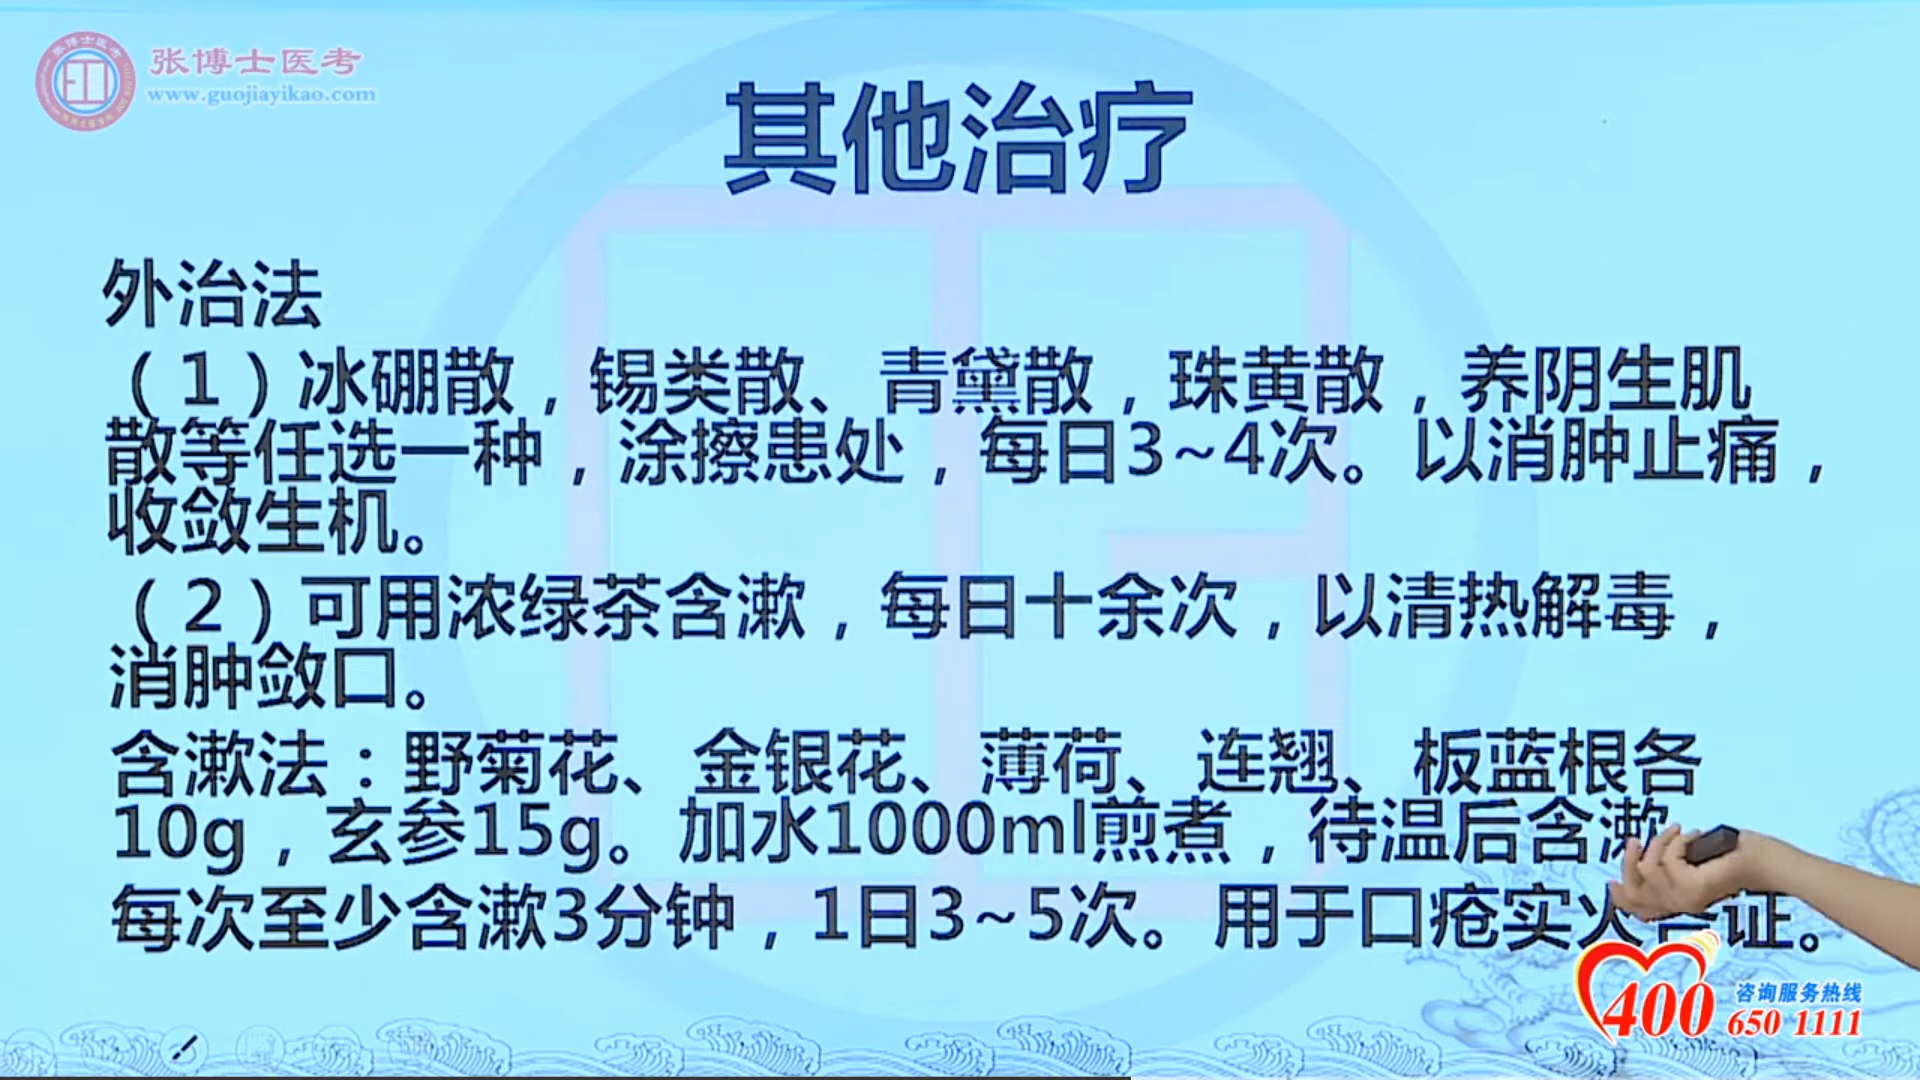 张博士医考
www.guojiayikao.com
其他治疗
外治法
（1）冰硼散，锡类散、青黛散，珠黄散，养阴生肌
散等任选一种，涂擦患处，每日3~4次。以消肿止痛，
收敛生机。
（2）可用浓绿茶含漱，每日十余次，以清热解毒，
消肿敛口。
含漱法：野菊花、金银花、薄荷、连翘、板蓝根各
10g，玄参15g。加水1000ml煎煮，待温后含漱
每次至少含漱3分钟，1日3~5次。用于口疮实火各证。
400
咨询服务热线
650 1111